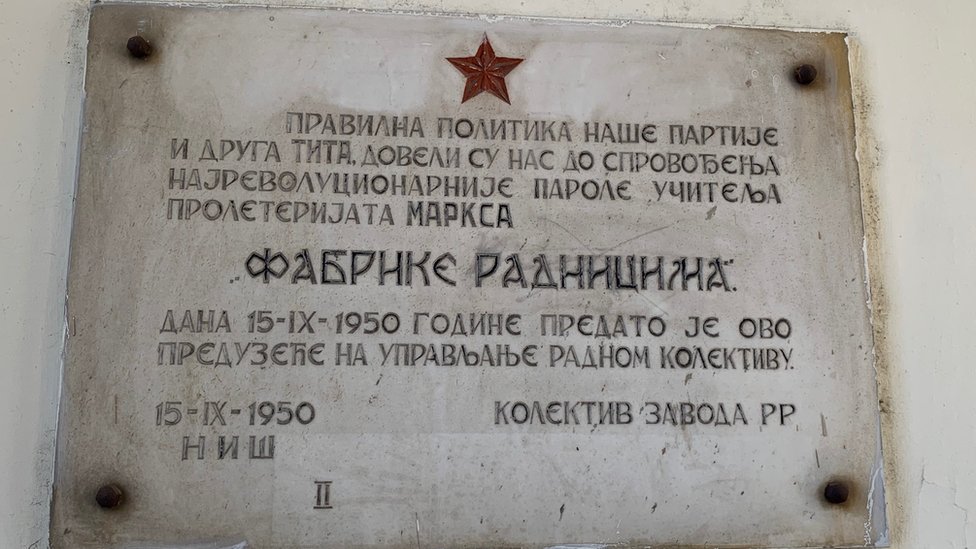 ПРАВИЛНА ПОЛИТИКА НАШЕ ПАРТИЈЕ
И ДРУГА ТИТА, ДОВЕЛИ СУ НАС ДО СПРОВОЂЕЊА
НАЈРЕВОЛУЦИОНАРНИЈЕ ПАРОЛЕ УЧИТЕЉА
ПРОЛЕТЕРИЈАТА МАРКСА
„ФАБРИКЕ РАДНИЦИМА“.
ДАНА 15-IX-1950 ГОДИНЕ ПРЕДАТО ЈЕ ОВО
ПРЕДУЗЕЋЕ НА УПРАВЉАЊЕ РАДНОМ КОЛЕКТИВУ.
15-IX-1950 КОЛЕКТИВ ЗАВОДА РР
НИШ
II